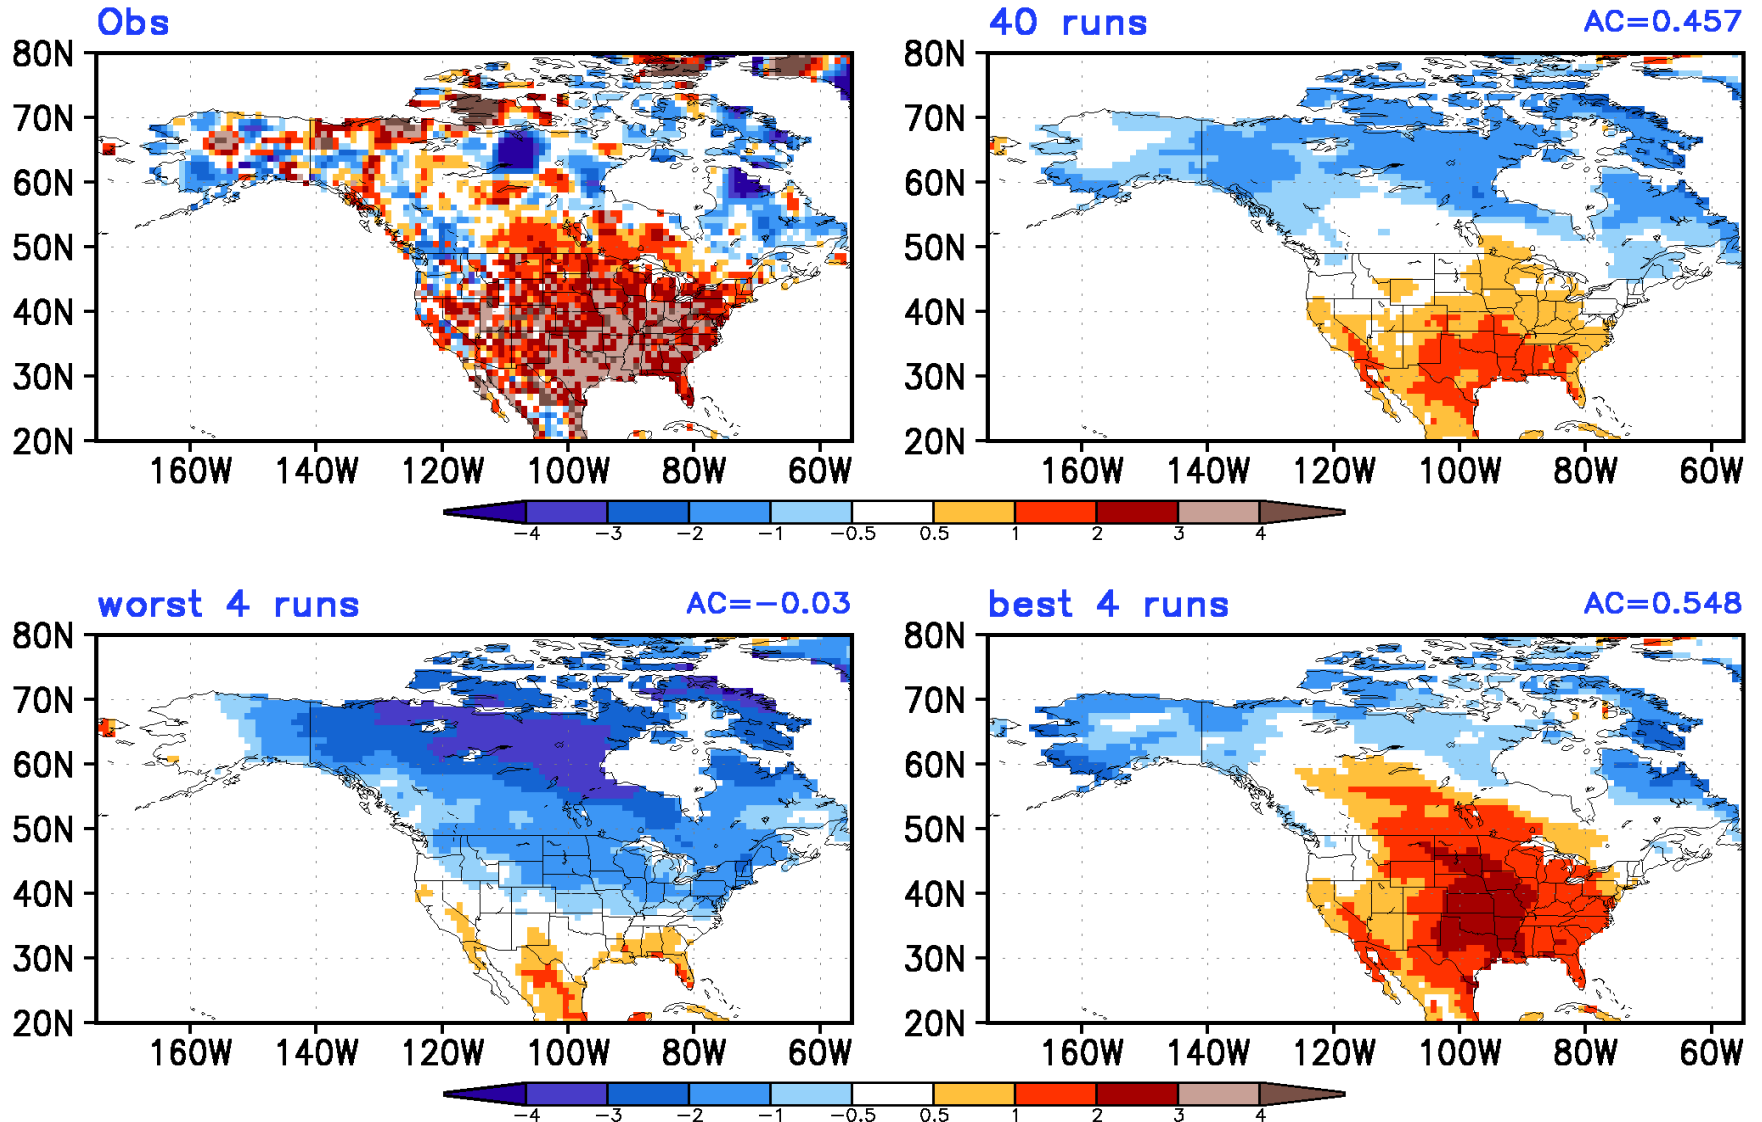 Obs
40 runs AC=0.457
80N
70N
60N
50N
40N
30N
20N
160W 140W 120W 100W 80W 60W
80N
70N
60N
50N
40N
30N
20N
160W 140W 120W 100W 80W 60W
-4 -3 -2 -1 -0.5 0.5 1 2 3 4
worst 4 runs AC=-0.03
best 4 runs AC=0.548
80N
70N
60N
50N
40N
30N
20N
160W 140W 120W 100W 80W 60W
80N
70N
60N
50N
40N
30N
20N
160W 140W 120W 100W 80W 60W
-4 -3 -2 -1 -0.5 0.5 1 2 3 4